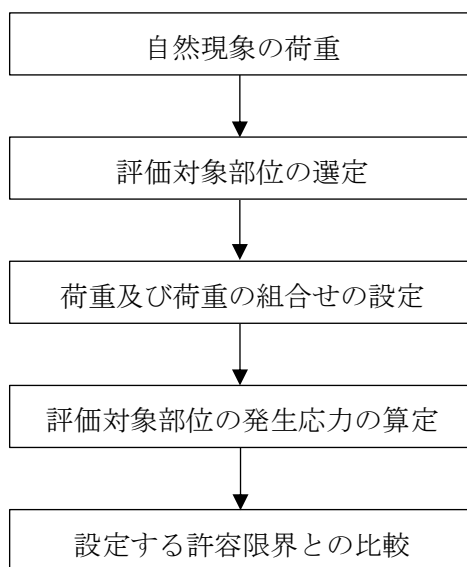 自然現象の荷重
評価対象部位の選定
荷重及び荷重の組合せの設定
評価対象部位の発生応力の算定
設定する許容限界との比較